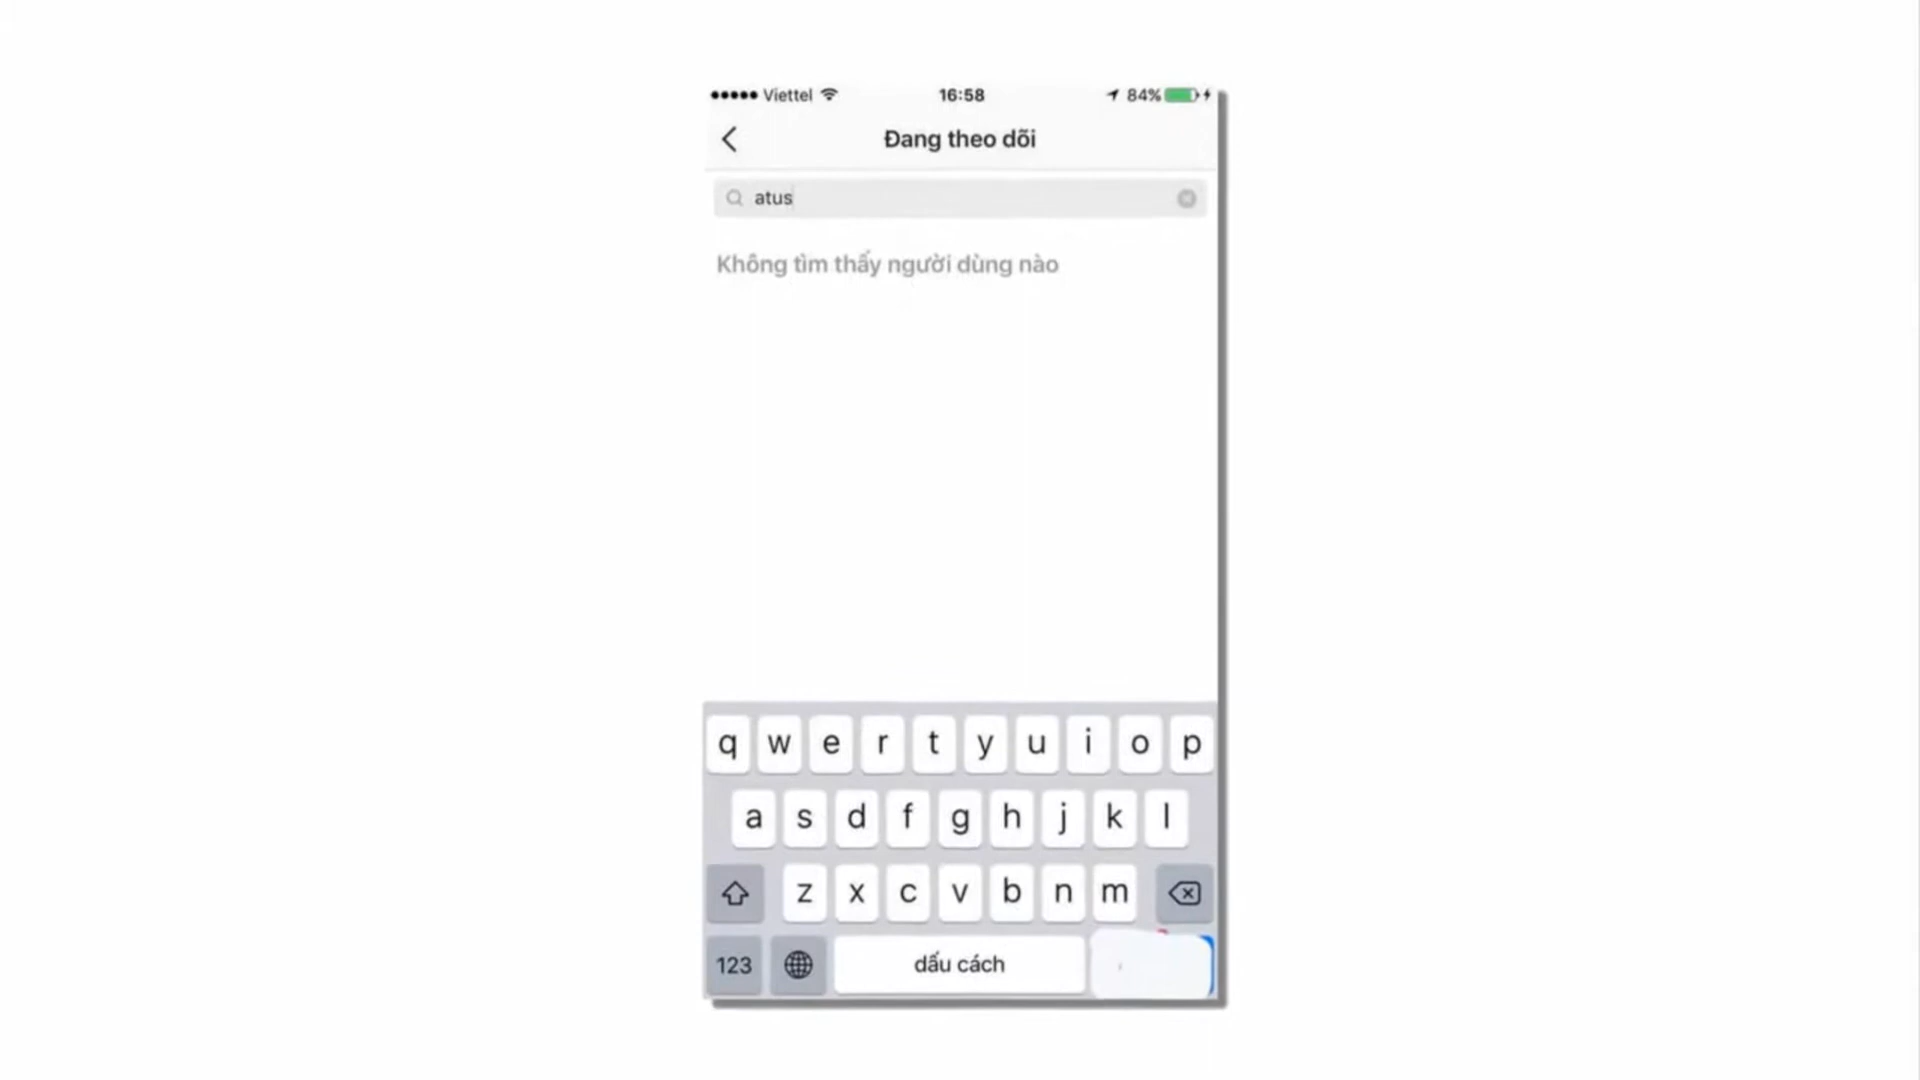 Viettel 16:58 84%
Đang theo dõi
atus
Không tìm thấy người dùng nào
q w e r t y u i o p
a s d f g h j k l
z x c v b n m
123 dấu cách